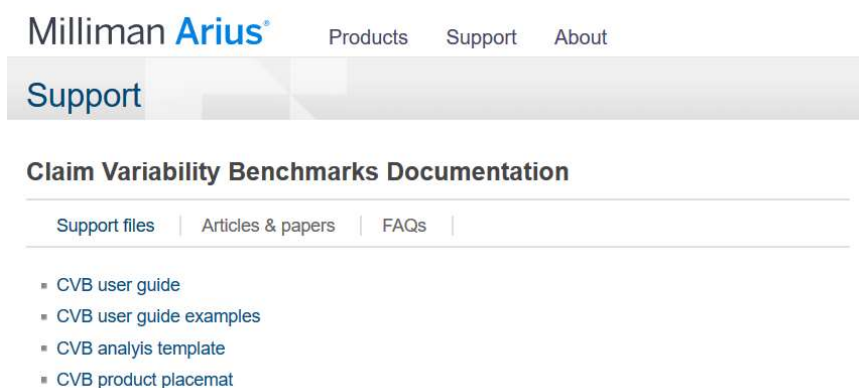 Milliman Arius® Products Support About
Support
Claim Variability Benchmarks Documentation
Support files | Articles & papers | FAQs |
▪ CVB user guide
▪ CVB user guide examples
▪ CVB analyis template
▪ CVB product placemat